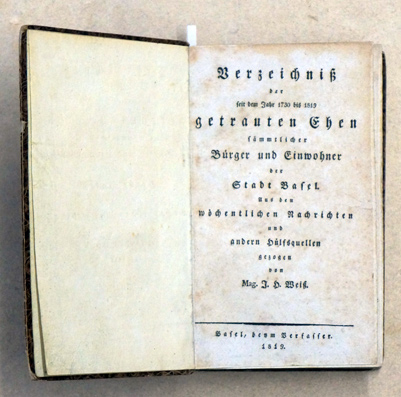 Verzeichniß
der
seit dem Jahr 1730 bis 1819
getrauten Ehen
sämmtlicher
Bürger und Einwohner
der
Stadt Basel.
Aus den
wöchentlichen Nachrichten
und
andern Hülfsquellen
gezogen
von
Mag. J. H. Weiß.
Basel, beym Verfasser.
1819.